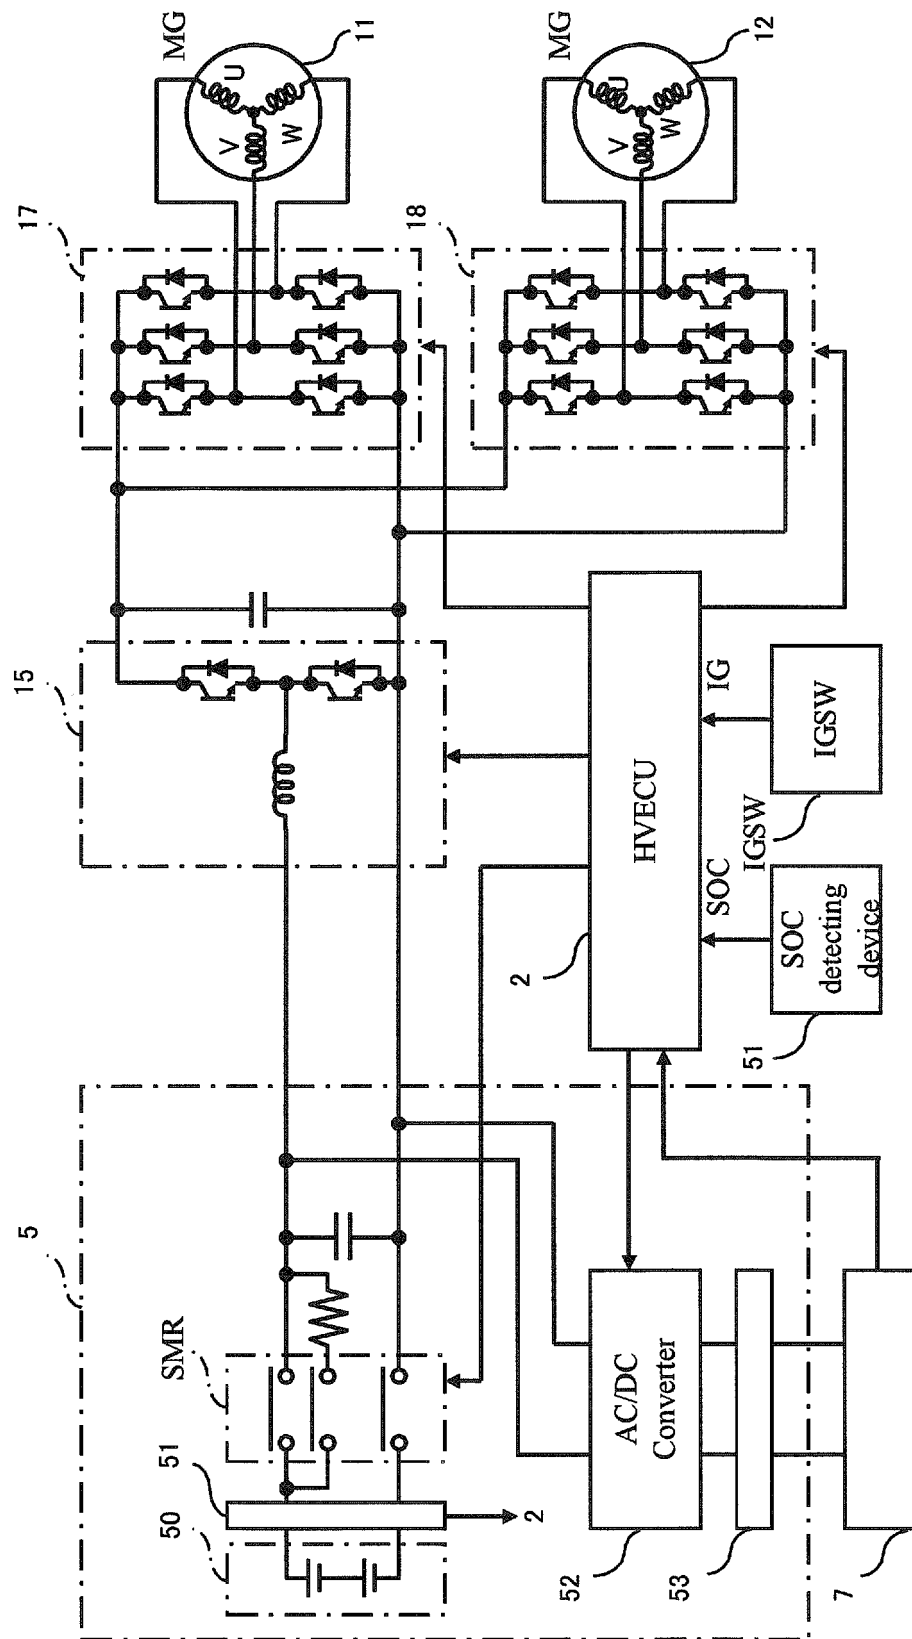 5
15
17
MG
11
SMR
51
50
2
18
MG
12
U
V
W
U
V
W
2
HVECU
SOC
IG
IGSW
IGSW
SOC
detecting
device
51
AC/DC
Converter
52
53
7